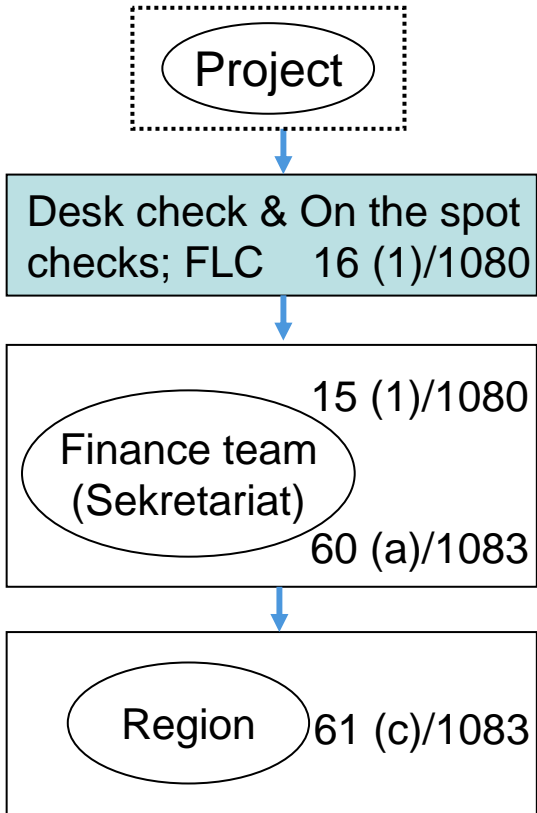 Project
Desk check & On the spot
checks; FLC 16 (1)/1080
15 (1)/1080
Finance team
(Sekretariat)
60 (a)/1083
Region 61 (c)/1083